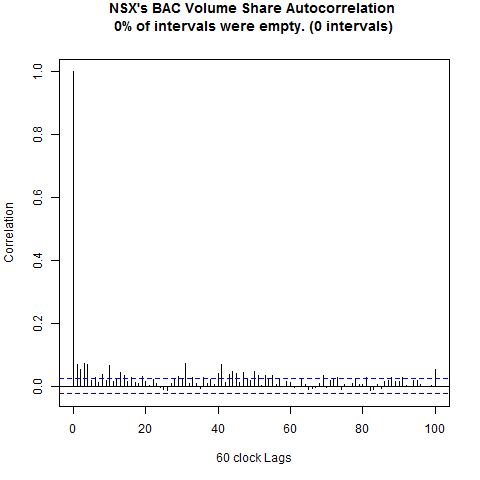 NSX's BAC Volume Share Autocorrelation
0% of intervals were empty. (0 intervals)
1.0
0.8
0.6
0.4
0.2
0.0
Correlation
0 20 40 60 80 100
60 clock Lags